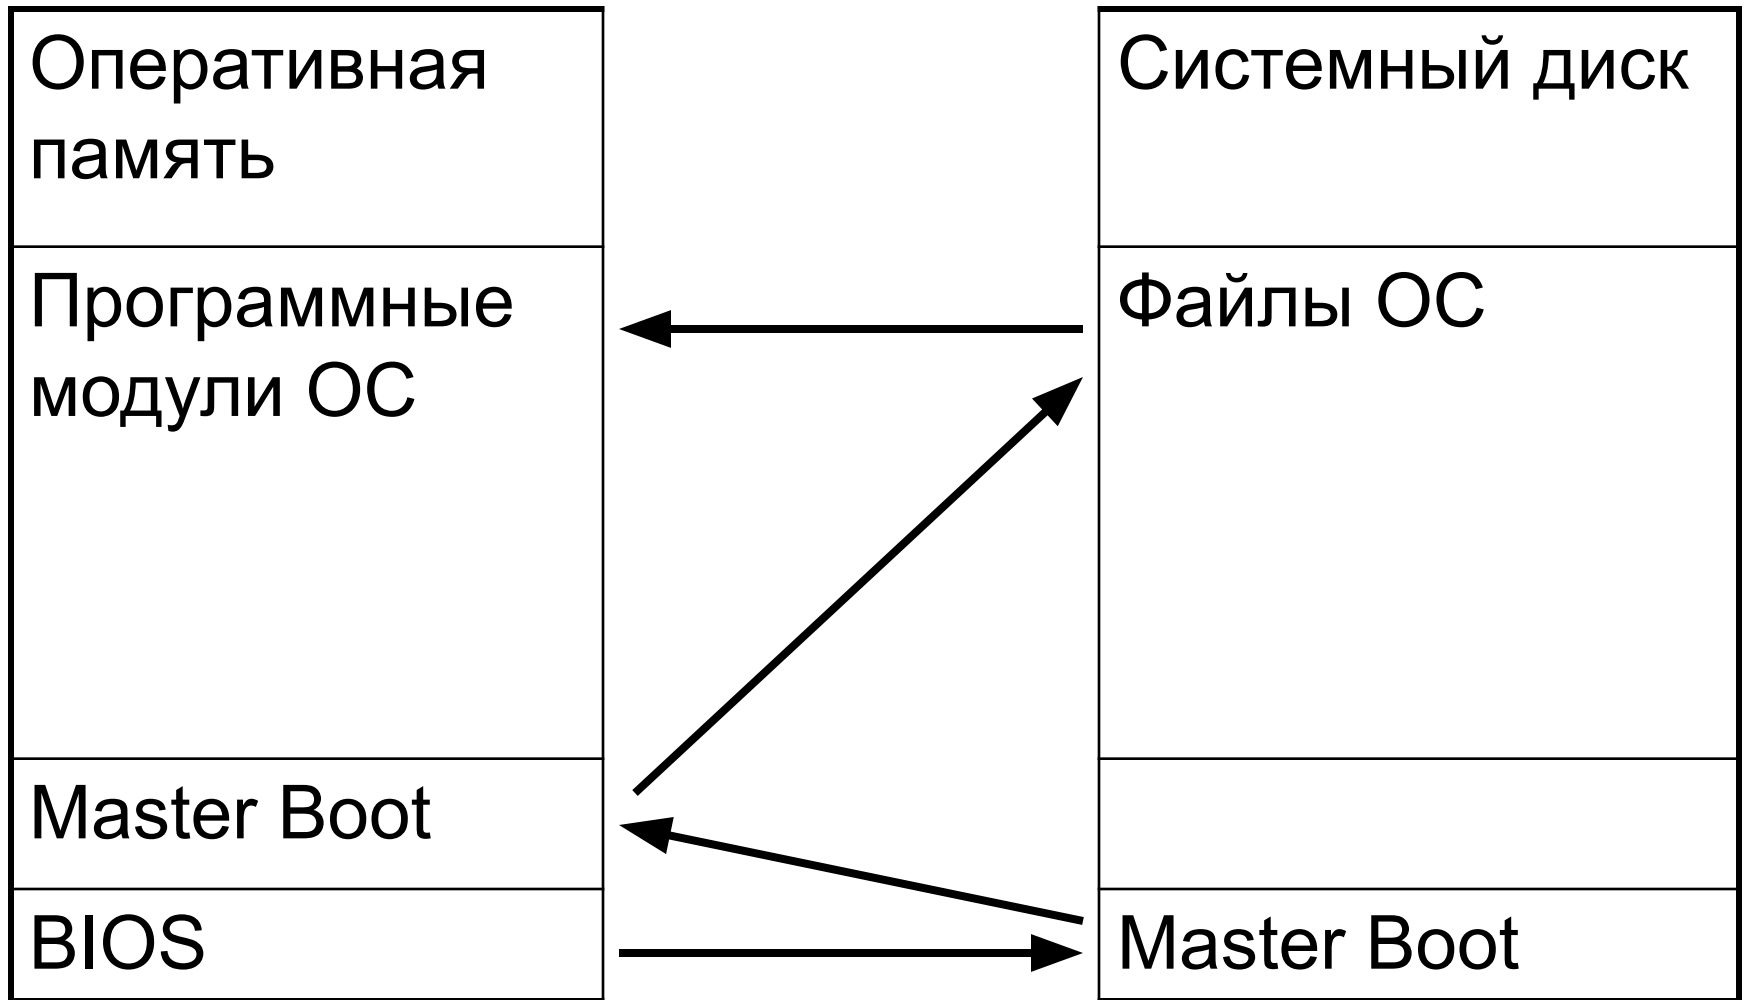 Оперативная
память
Системный диск
Программные
модули ОС
Файлы ОС
Master Boot
BIOS
Master Boot